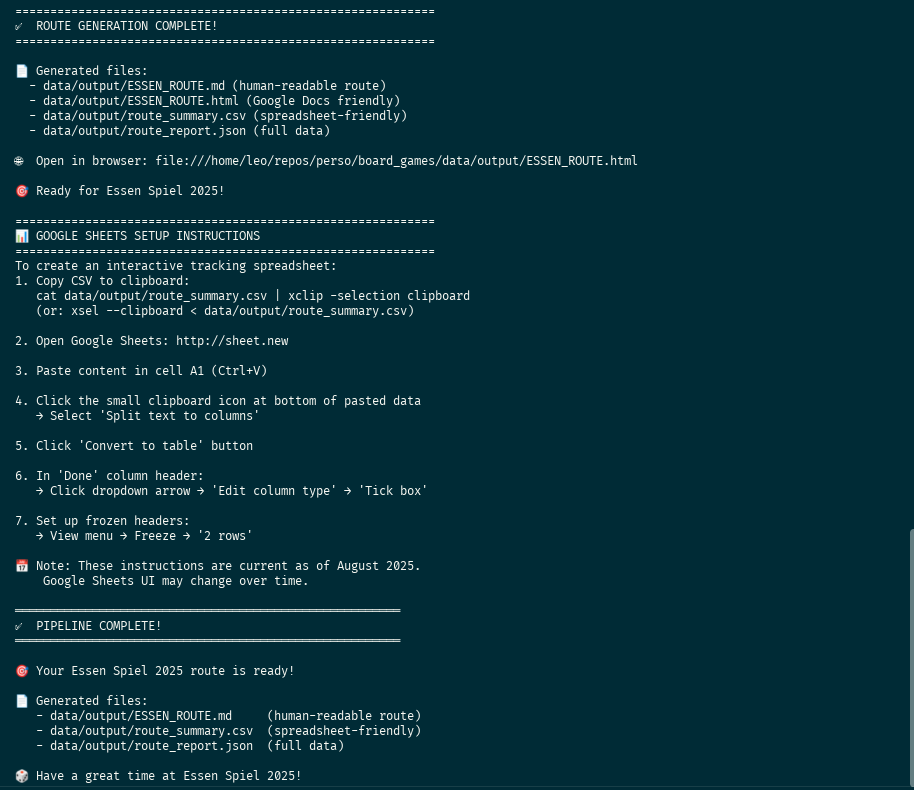 ============================================================
✅ ROUTE GENERATION COMPLETE!
============================================================
📄 Generated files:
- data/output/ESSEN_ROUTE.md (human-readable route)
- data/output/ESSEN_ROUTE.html (Google Docs friendly)
- data/output/route_summary.csv (spreadsheet-friendly)
- data/output/route_report.json (full data)
🌐 Open in browser: file:///home/leo/repos/perso/board_games/data/output/ESSEN_ROUTE.html
🎯 Ready for Essen Spiel 2025!
============================================================
📊 GOOGLE SHEETS SETUP INSTRUCTIONS
============================================================
To create an interactive tracking spreadsheet:
1. Copy CSV to clipboard:
cat data/output/route_summary.csv | xclip -selection clipboard
(or: xsel --clipboard < data/output/route_summary.csv)
2. Open Google Sheets: http://sheet.new
3. Paste content in cell A1 (Ctrl+V)
4. Click the small clipboard icon at bottom of pasted data
→ Select 'Split text to columns'
5. Click 'Convert to table' button
6. In 'Done' column header:
→ Click dropdown arrow → 'Edit column type' → 'Tick box'
7. Set up frozen headers:
→ View menu → Freeze → '2 rows'
📅 Note: These instructions are current as of August 2025.
Google Sheets UI may change over time.
═══════════════════════════════════════════════════════
✅ PIPELINE COMPLETE!
═══════════════════════════════════════════════════════
🎯 Your Essen Spiel 2025 route is ready!
📄 Generated files:
- data/output/ESSEN_ROUTE.md (human-readable route)
- data/output/route_summary.csv (spreadsheet-friendly)
- data/output/route_report.json (full data)
🎲 Have a great time at Essen Spiel 2025!